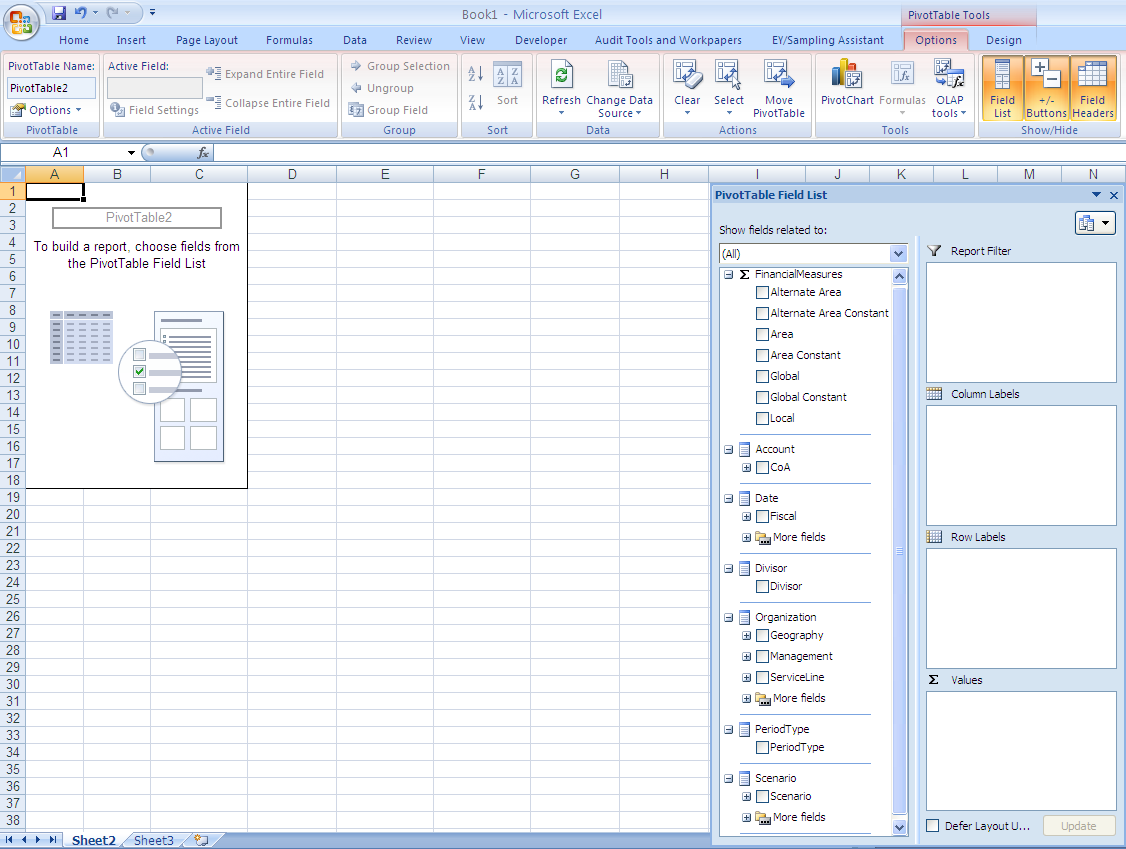 Book1 - Microsoft Excel
PivotTable Tools
Home Insert Page Layout Formulas Data Review View Developer Audit Tools and Workpapers EY/Sampling Assistant Options Design
PivotTable Name:
PivotTable2
Options
PivotTable
Active Field:
Field Settings
Expand Entire Field
Collapse Entire Field
Active Field
Group Selection
Ungroup
Group Field
Group
A Z
Z A
Sort
Sort
Refresh
Change Data Source
Data
Clear
Select
Move PivotTable
Actions
PivotChart
Formulas
OLAP tools
Tools
Field List
+/- Buttons
Field Headers
Show/Hide
A1
fx
A B C D E F G H I J K L M N
1
2
3
4
5
6
7
8
9
10
11
12
13
14
15
16
17
18
19
20
21
22
23
24
25
26
27
28
29
30
31
32
33
34
35
36
37
38
PivotTable2
To build a report, choose fields from
the PivotTable Field List
PivotTable Field List
Show fields related to:
(All)
Σ FinancialMeasures
Alternate Area
Alternate Area Constant
Area
Area Constant
Global
Global Constant
Local
Account
CoA
Date
Fiscal
More fields
Divisor
Divisor
Organization
Geography
Management
ServiceLine
More fields
PeriodType
PeriodType
Scenario
Scenario
More fields
Report Filter
Column Labels
Row Labels
Σ Values
Defer Layout U...
Update
Sheet2 Sheet3